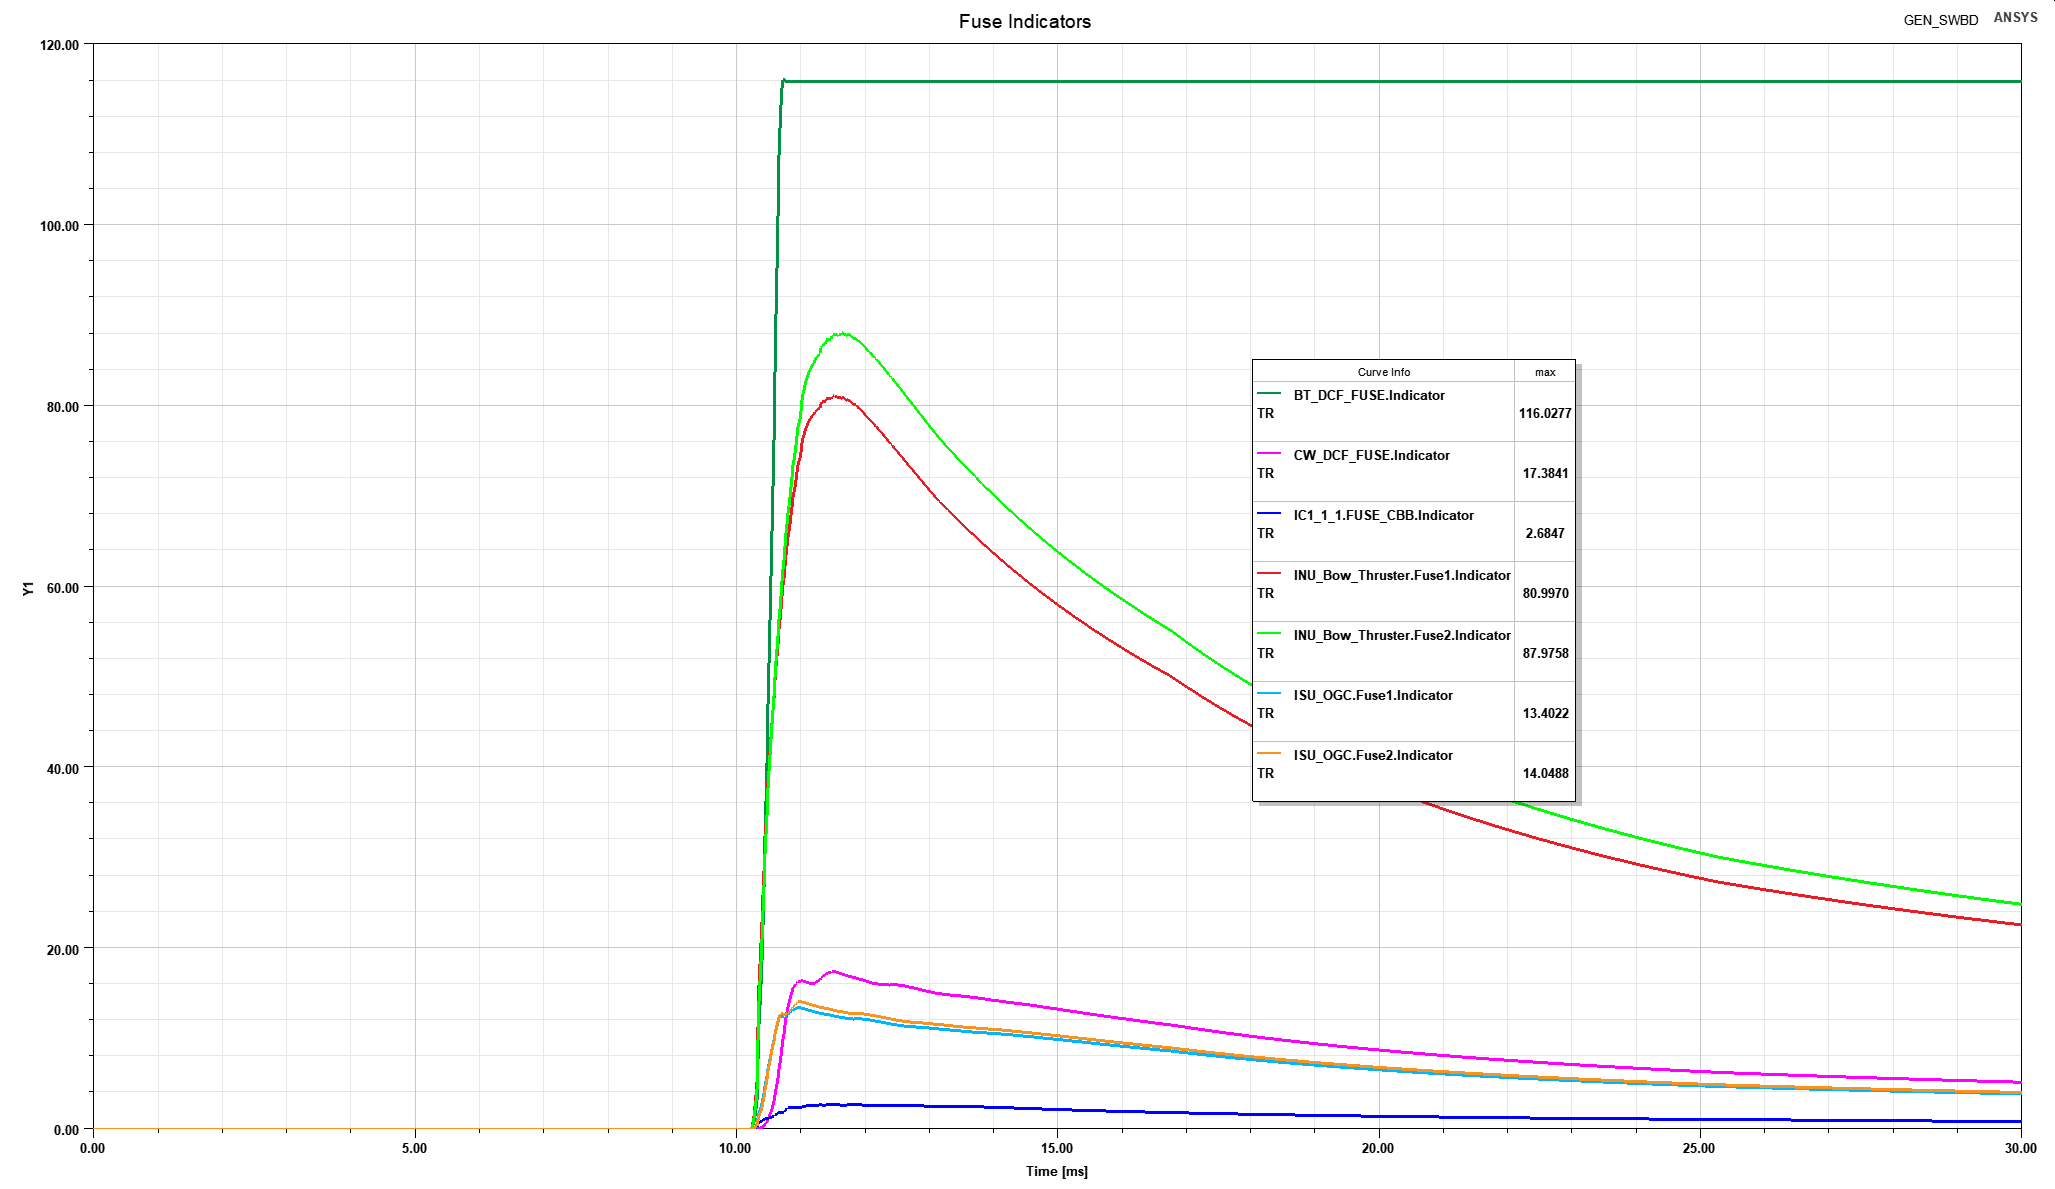 Fuse Indicators
GEN_SWBD ANSYS
120.00
100.00
80.00
60.00
40.00
20.00
0.00
Y1
Curve Info max
BT_DCF_FUSE.Indicator
TR 116.0277
CW_DCF_FUSE.Indicator
TR 17.3841
IC1_1_1.FUSE_CBB.Indicator
TR 2.6847
INU_Bow_Thruster.Fuse1.Indicator
TR 80.9970
INU_Bow_Thruster.Fuse2.Indicator
TR 87.9758
ISU_OGC.Fuse1.Indicator
TR 13.4022
ISU_OGC.Fuse2.Indicator
TR 14.0488
0.00 5.00 10.00 15.00 20.00 25.00 30.00
Time [ms]